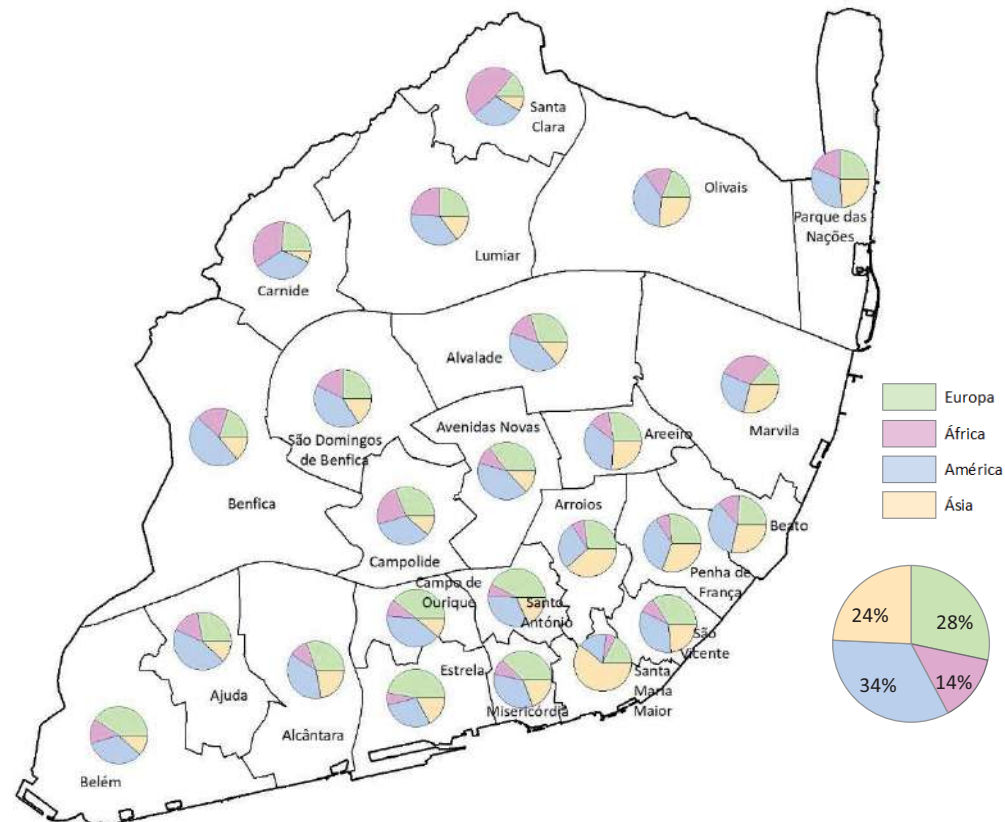 Santa
Clara
Olivais
Parque das
Nações
Lumiar
Carnide
Alvalade
Marvila
Europa
África
América
Ásia
São Domingos
de Benfica
Avenidas Novas
Areeiro
Benfica
Arroios
Beato
Campolide
Penha de
França
Campo de
Ourique
Santo
António
São
Vicente
Ajuda
Estrela
Santa
Maria
Maior
Misericórdia
Alcântara
Belém
24%
28%
34%
14%